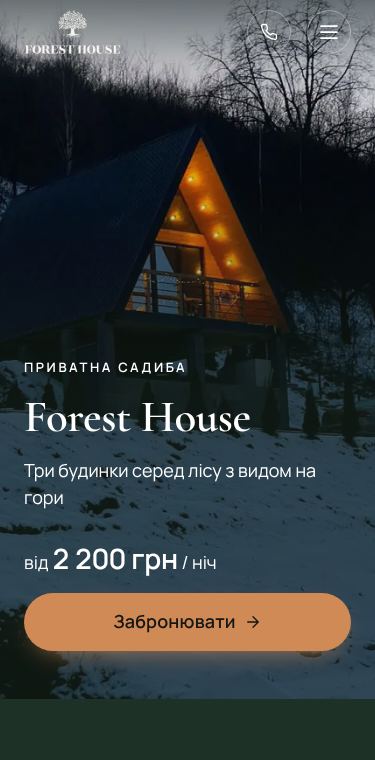 FOREST HOUSE
ПРИВАТНА САДИБА
Forest House
Три будинки серед лісу з видом на
гори
від 2 200 грн / ніч
Забронювати →